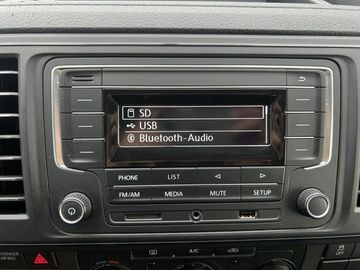 SD
USB
Bluetooth-Audio
PHONE LIST
FM/AM MEDIA MUTE SETUP
A/C